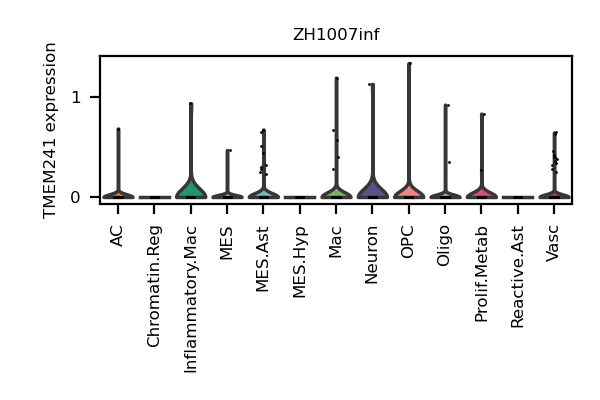 ZH1007inf
TMEM241 expression
1
0
AC
Chromatin.Reg
Inflammatory.Mac
MES
MES.Ast
MES.Hyp
Mac
Neuron
OPC
Oligo
Prolif.Metab
Reactive.Ast
Vasc